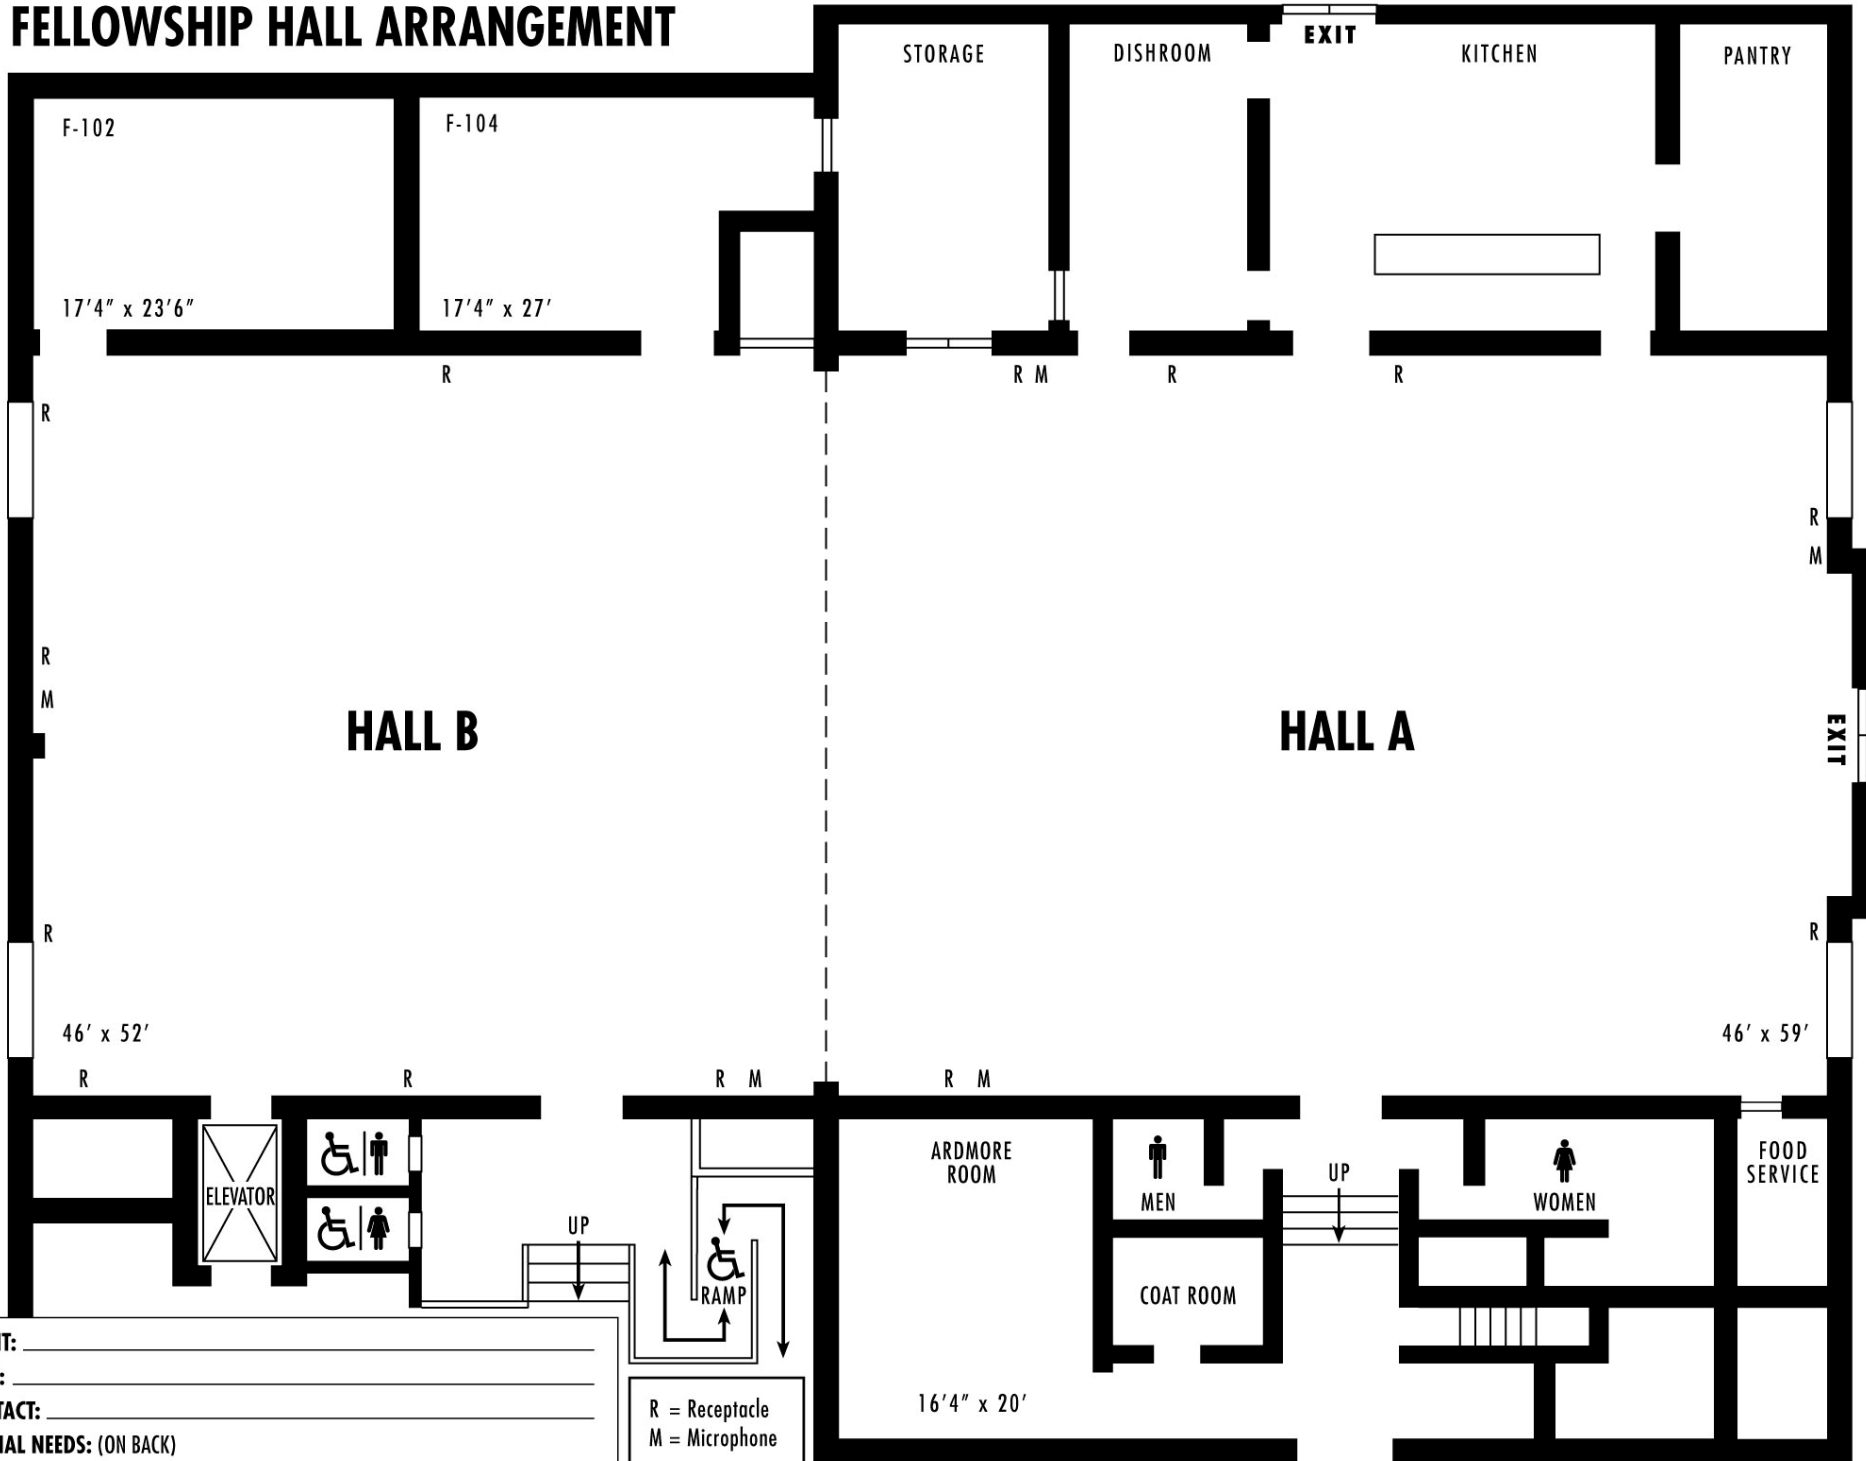 FELLOWSHIP HALL ARRANGEMENT
STORAGE
DISHROOM
EXIT
KITCHEN
PANTRY
F-102
F-104
17'4" x 23'6"
17'4" x 27'
R
R M
R
R
R
R
M
R
M
HALL B
HALL A
EXIT
R
R
46' x 52'
46' x 59'
R
R
R M
R M
ELEVATOR
UP
RAMP
ARDMORE
ROOM
MEN
UP
WOMEN
FOOD
SERVICE
COAT ROOM
16'4" x 20'
R
R = Receptacle
M = Microphone
(ON BACK)
NEEDS: